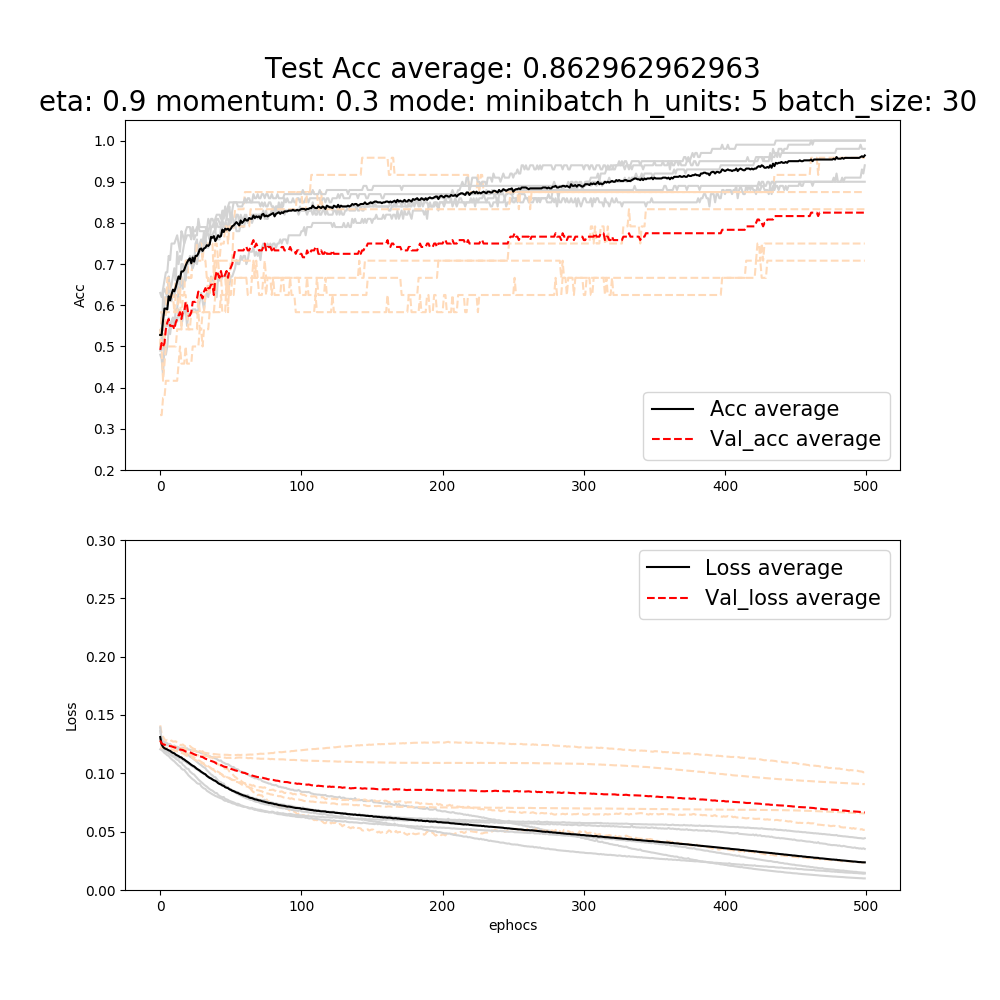 Test Acc average: 0.862962962963
eta: 0.9 momentum: 0.3 mode: minibatch h_units: 5 batch_size: 30
1.0
0.9
0.8
0.7
0.6
0.5
0.4
0.3
0.2
Acc
0 100 200 300 400 500
Acc average
Val_acc average
0.30
0.25
0.20
0.15
0.10
0.05
0.00
Loss
0 100 200 300 400 500
ephocs
Loss average
Val_loss average